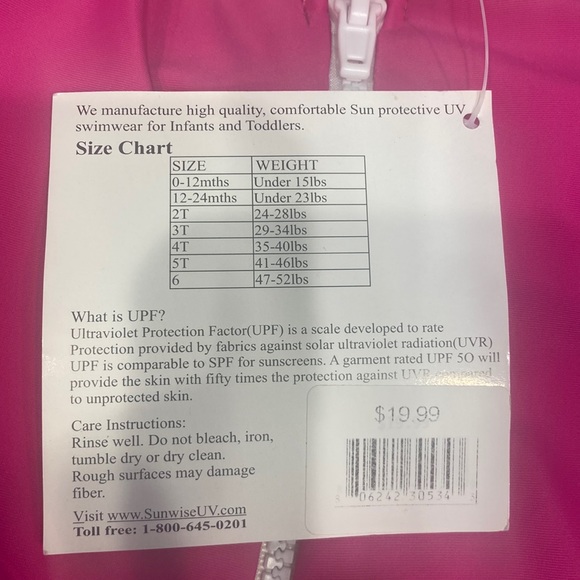 We manufacture high quality, comfortable Sun protective UV
swimwear for Infants and Toddlers.
Size Chart
SIZE WEIGHT
0-12mths Under 15lbs
12-24mths Under 23lbs
2T 24-28lbs
3T 29-34lbs
4T 35-40lbs
5T 41-46lbs
6 47-52lbs
What is UPF?
Ultraviolet Protection Factor(UPF) is a scale developed to rate
Protection provided by fabrics against solar ultraviolet radiation(UVR)
UPF is comparable to SPF for sunscreens. A garment rated UPF 50 will
provide the skin with fifty times the protection against UVR compared
to unprotected skin.
Care Instructions:
Rinse well. Do not bleach, iron,
tumble dry or dry clean.
Rough surfaces may damage
fiber.
Visit www.SunwiseUV.com
Toll free: 1-800-645-0201
$19.99
06242 30534